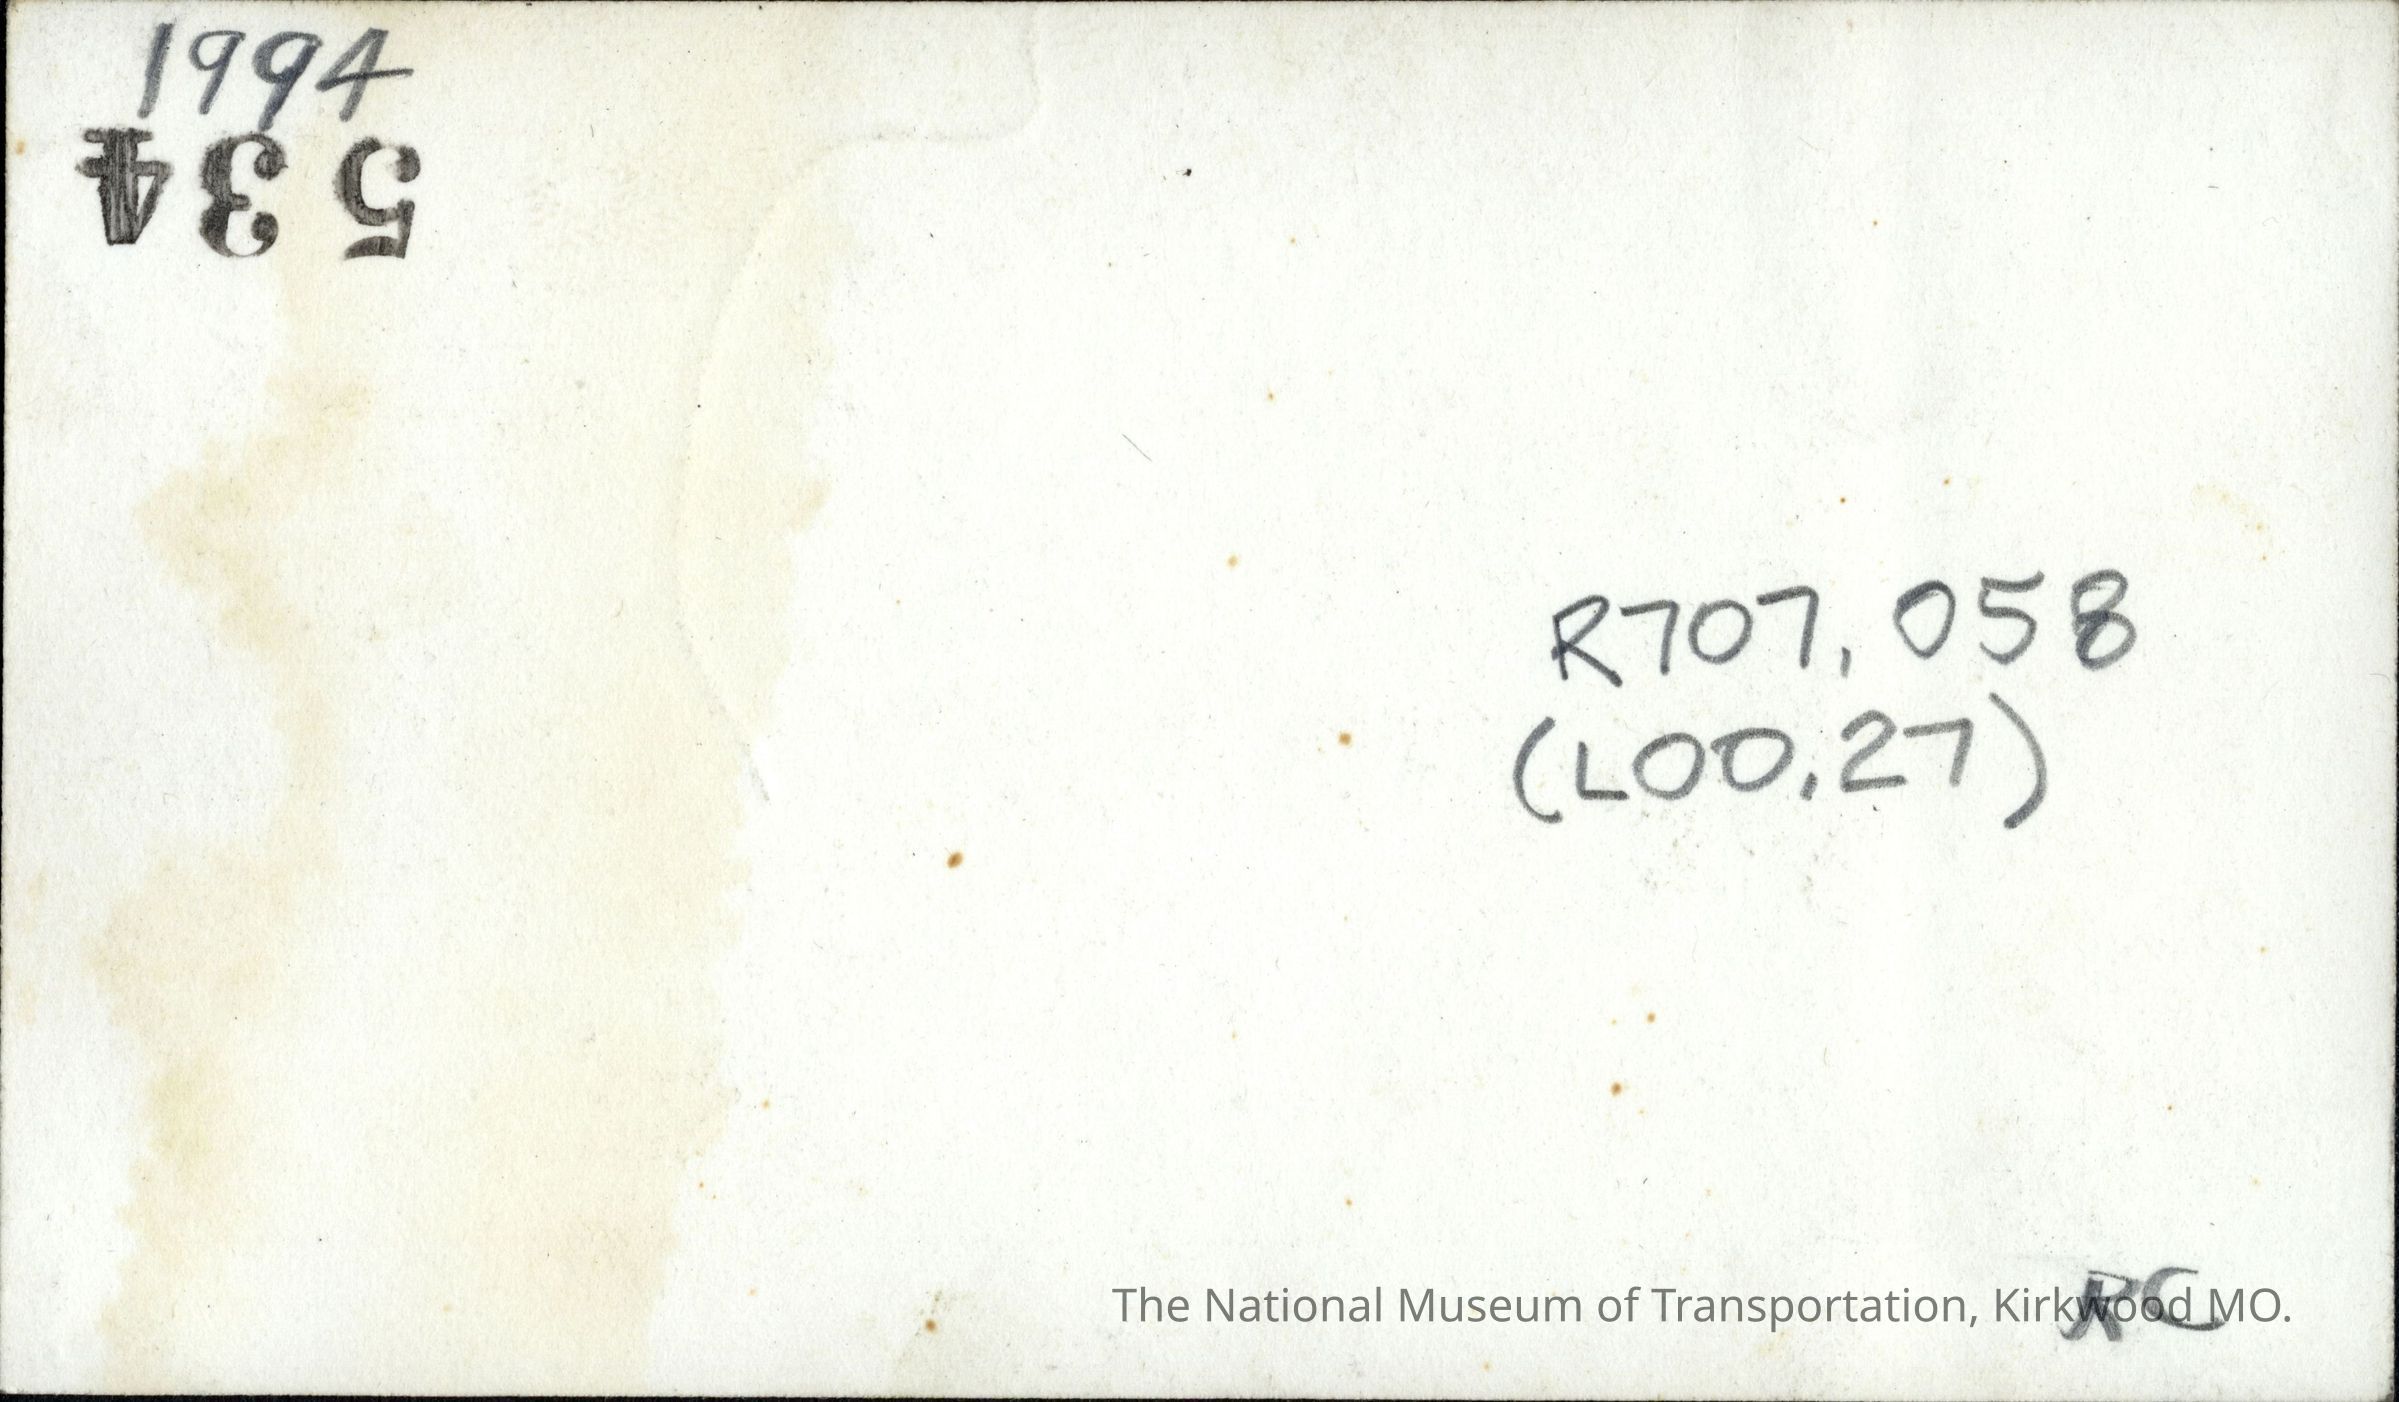 1994
534
R707.058
(L00.27)
RC
The National Museum of Transportation, Kirkwood MO.